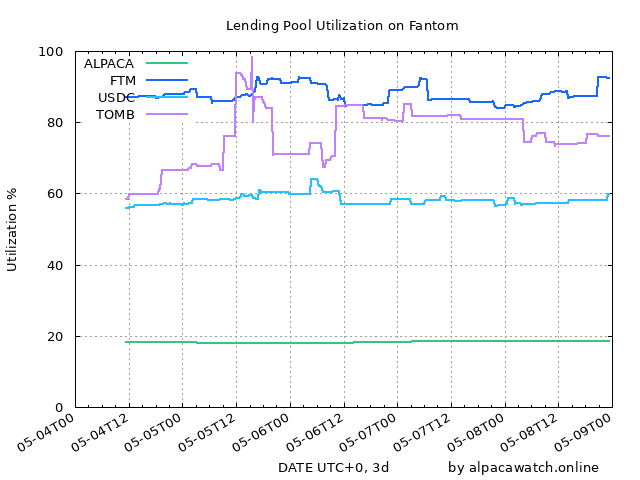 Lending Pool Utilization on Fantom
100
80
60
40
20
0
Utilization %
ALPACA
FTM
USDC
TOMB
05-04T00
05-04T12
05-05T00
05-05T12
05-06T00
05-06T12
05-07T00
05-07T12
05-08T00
05-08T12
05-09T00
DATE UTC+0, 3d
by alpacawatch.online